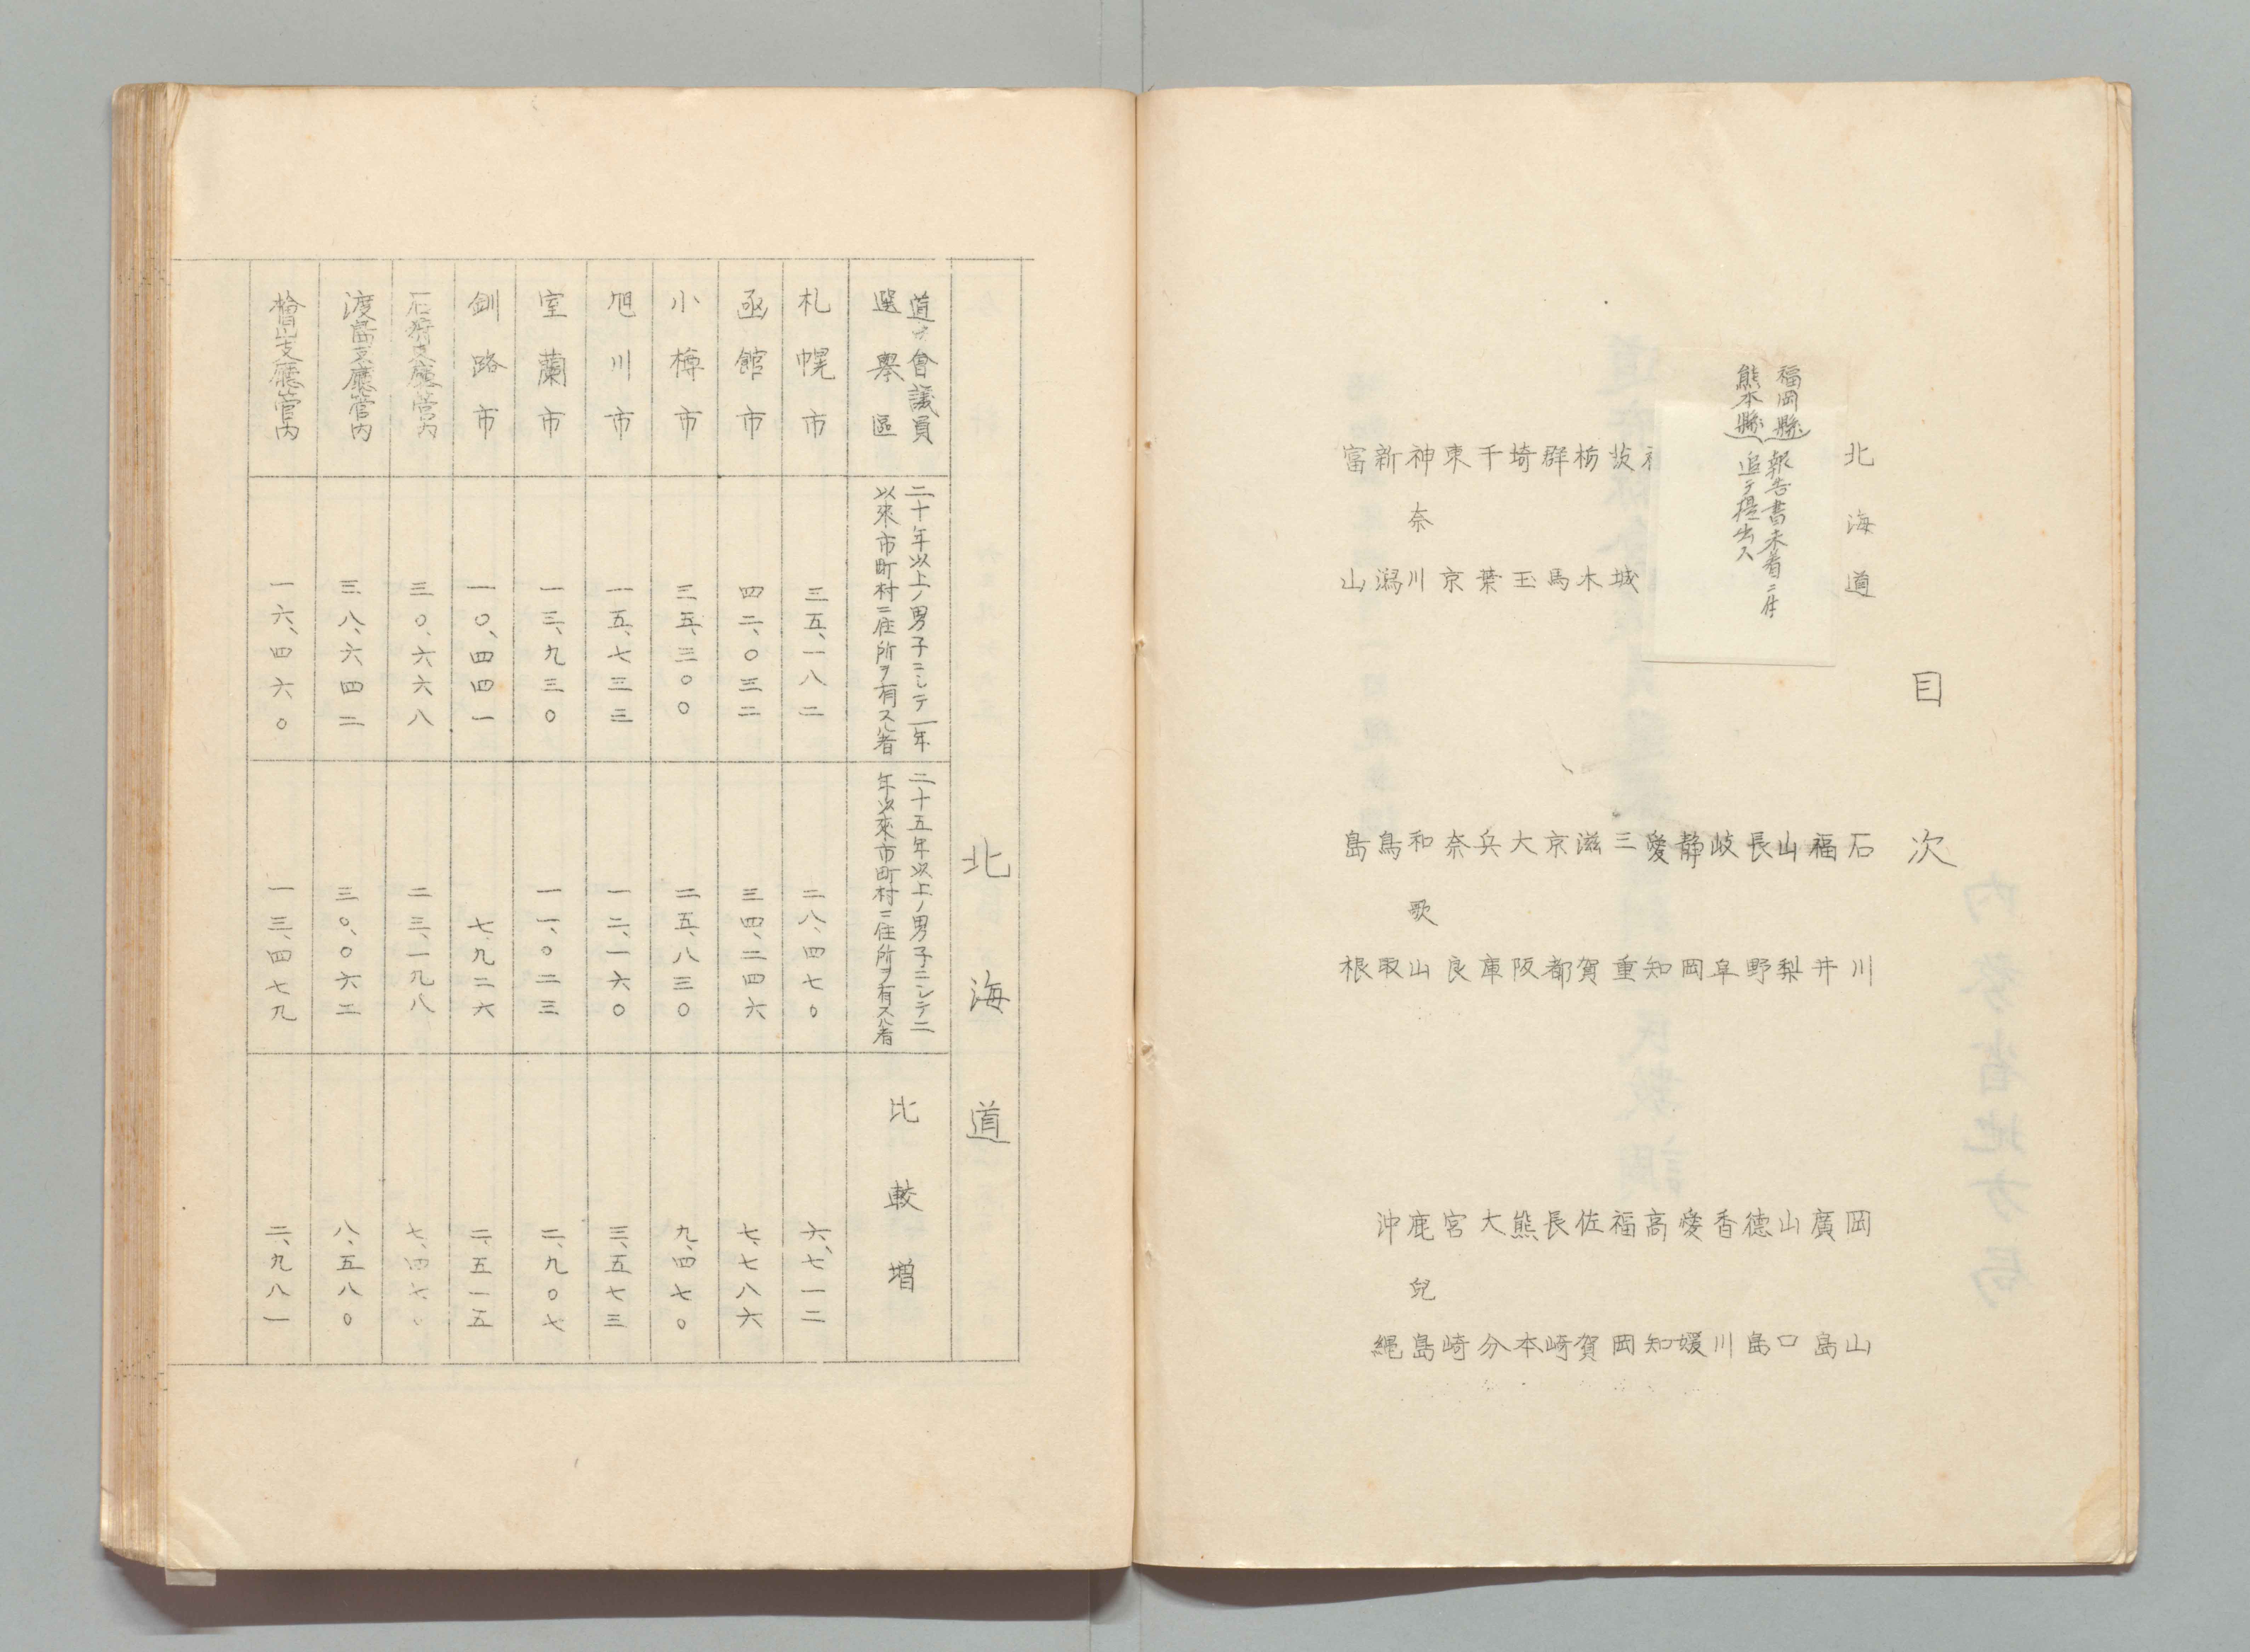 目次
北海道
福岡縣
熊本縣
報告書未着ニ付
追テ提出ス
茨城
栃木
群馬
埼玉
千葉
東京
神奈川
新潟
富山
石川
福井
山梨
長野
岐阜
静岡
愛知
三重
滋賀
京都
大阪
兵庫
奈良
和歌山
鳥取
島根
岡山
廣島
山口
徳島
香川
愛媛
高知
福岡
佐賀
長崎
熊本
大分
宮崎
鹿兒島
沖縄
北海道
道會議員
選擧區
二十年以上ノ男子ニシテ一年
以來市町村ニ住所ヲ有スル者
二十五年以上ノ男子ニシテ二
年以來市町村ニ住所ヲ有スル者
比較増
札幌市 三五、一八二 二八、四七〇 六、七一二
函館市 四二、〇三二 三四、二四六 七、七八六
小樽市 三五、三〇〇 二五、八三〇 九、四七〇
旭川市 一五、七三三 一二、一六〇 三、五七三
室蘭市 一三、九三〇 一一、〇二三 二、九〇七
釧路市 一〇、四四一 七、九二六 二、五一五
石狩支廳管内 三〇、六六八 二三、一九八 七、四七〇
渡島支廳管内 三八、六四二 三〇、〇六二 八、五八〇
檜山支廳管内 一六、四六〇 一三、四七九 二、九八一